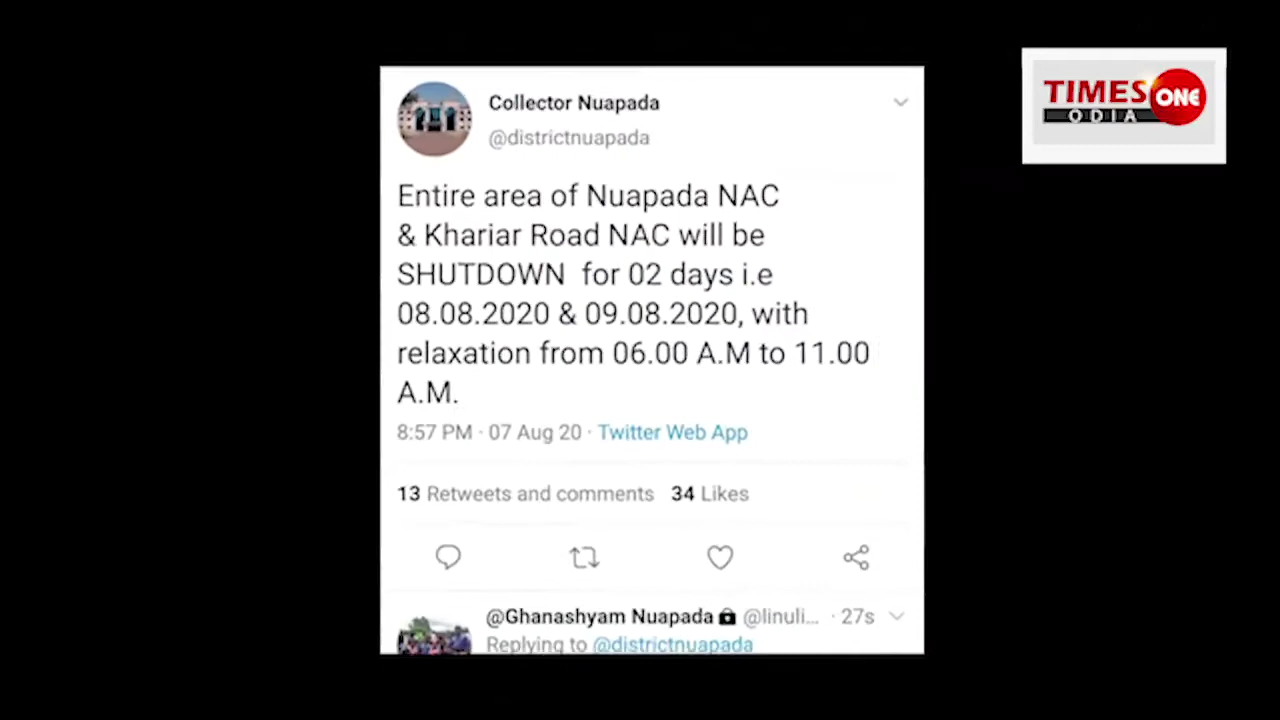 Collector Nuapada
@districtnuapada
Entire area of Nuapada NAC
& Khariar Road NAC will be
SHUTDOWN for 02 days i.e
08.08.2020 & 09.08.2020, with
relaxation from 06.00 A.M to 11.00
A.M.
8:57 PM · 07 Aug 20 · Twitter Web App
13 Retweets and comments 34 Likes
@Ghanashyam Nuapada @linuli... · 27s
Replying to @districtnuapada
TIMES ONE
ODIA